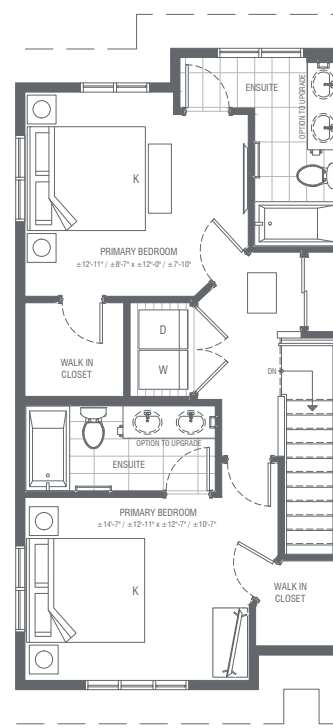 ENSUITE
OPTION TO UPGRADE
K
PRIMARY BEDROOM
±12'-11" / ±8'-7" x ±12'-0" / ±7'-10"
D
W
WALK IN
CLOSET
DN
OPTION TO UPGRADE
ENSUITE
PRIMARY BEDROOM
±14'-7" / ±12'-11" x ±12'-7" / ±10'-7"
K
WALK IN
CLOSET